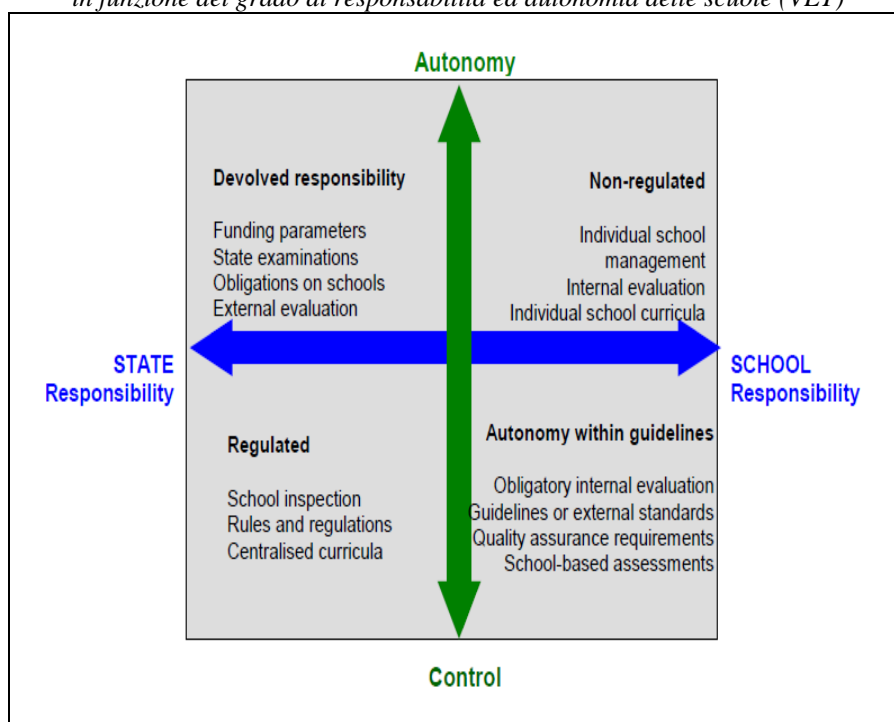 in funzione del grado di responsabilità ed autonomia delle scuole (VET)
Autonomy
Devolved responsibility
Funding parameters
State examinations
Obligations on schools
External evaluation
Non-regulated
Individual school
management
Internal evaluation
Individual school curricula
STATE
Responsibility
SCHOOL
Responsibility
Regulated
School inspection
Rules and regulations
Centralised curricula
Autonomy within guidelines
Obligatory internal evaluation
Guidelines or external standards
Quality assurance requirements
School-based assessments
Control